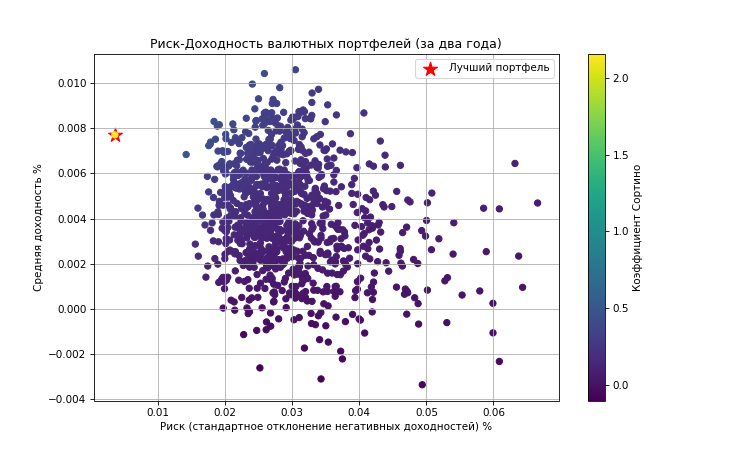 Риск-Доходность валютных портфелей (за два года)
Лучший портфель
Средняя доходность %
0.010
0.008
0.006
0.004
0.002
0.000
−0.002
−0.004
0.01 0.02 0.03 0.04 0.05 0.06
Риск (стандартное отклонение негативных доходностей) %
2.0
1.5
1.0
0.5
0.0
Коэффициент Сортино